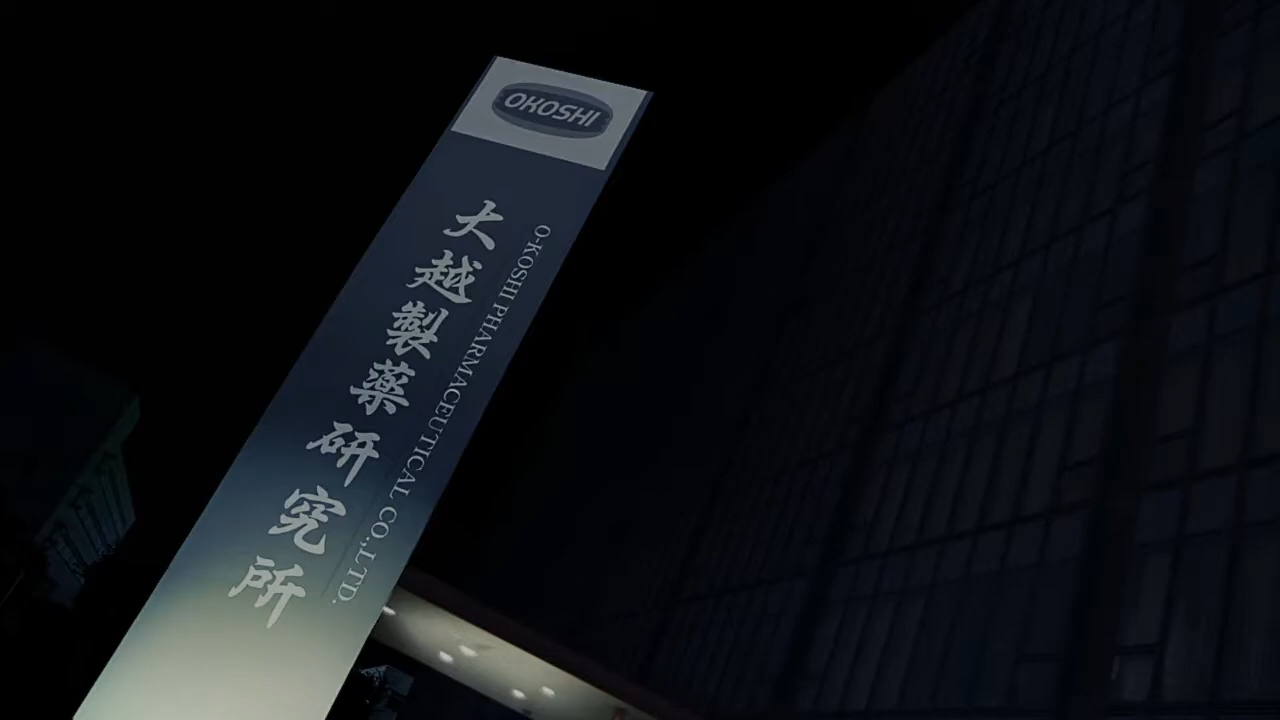 OKOSHI
大越製薬研究所
O-KOSHI PHARMACEUTICAL CO.,LTD.